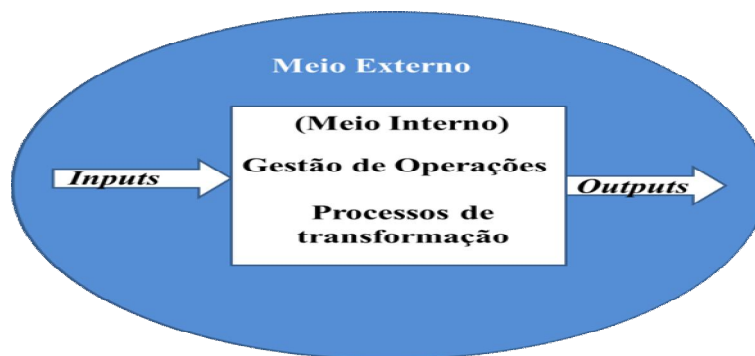 Meio Externo
(Meio Interno)
Gestão de Operações
Inputs
Outputs
Processos de
transformação